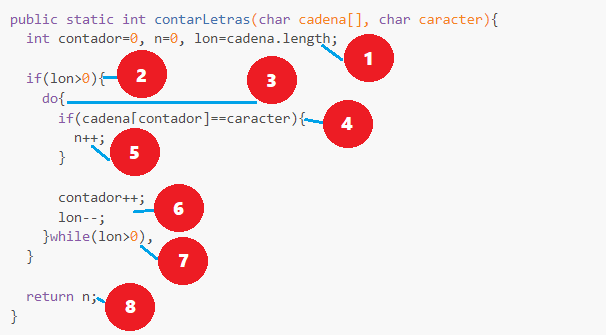 public static int contarLetras(char cadena[], char caracter){
int contador=0, n=0, lon=cadena.length;
1
if(lon>0){
2
do{
3
if(cadena[contador]==caracter){
4
n++;
5
}
contador++;
6
lon--;
}while(lon>0),
7
}
return n;
8
}